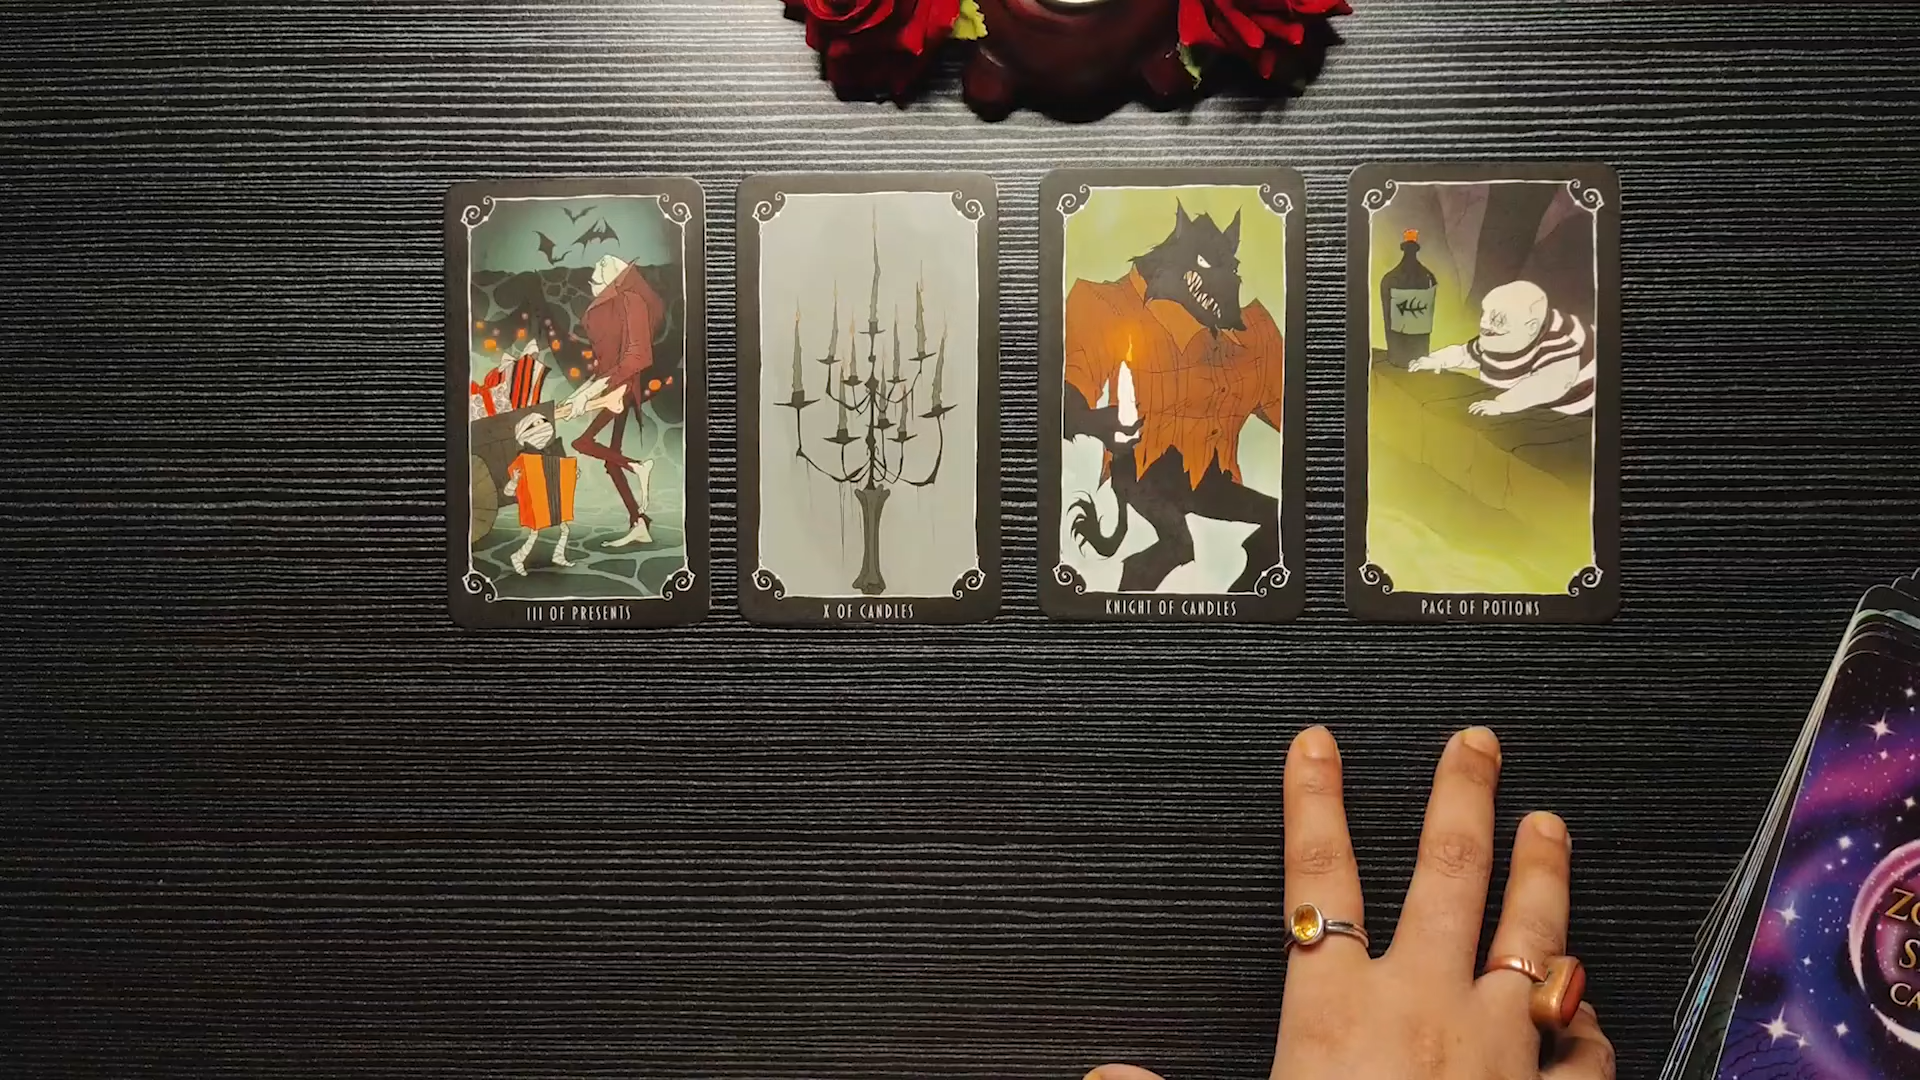 III OF PRESENTS
X OF CANDLES
KNIGHT OF CANDLES
PAGE OF POTIONS